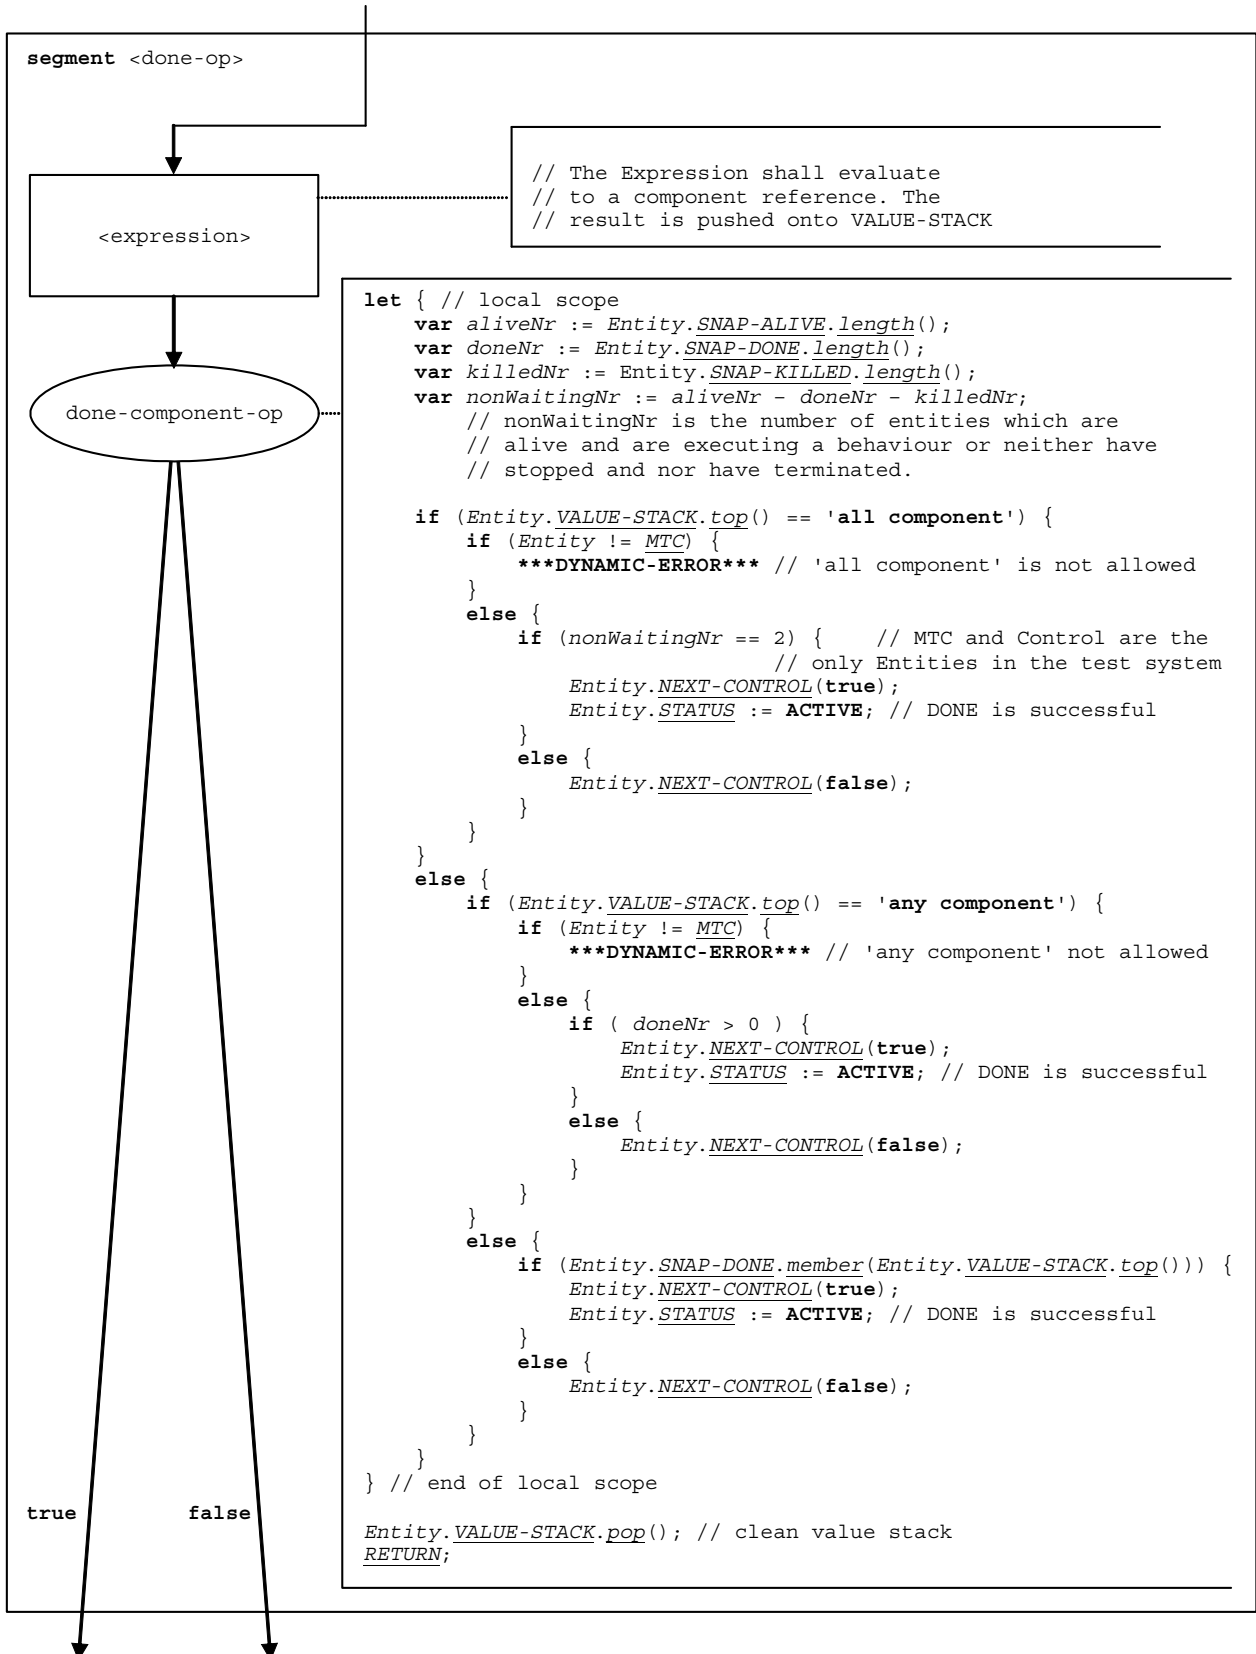 segment <done-op>
// The Expression shall evaluate
// to a component reference. The
// result is pushed onto VALUE-STACK
<expression>
let { // local scope
var aliveNr := Entity.SNAP-ALIVE.length();
var doneNr := Entity.SNAP-DONE.length();
var killedNr := Entity.SNAP-KILLED.length();
var nonWaitingNr := aliveNr – doneNr – killedNr;
// nonWaitingNr is the number of entities which are
// alive and are executing a behaviour or neither have
// stopped and nor have terminated.
done-component-op
if (Entity.VALUE-STACK.top() == 'all component') {
if (Entity != MTC) {
***DYNAMIC-ERROR*** // 'all component' is not allowed
}
else {
if (nonWaitingNr == 2) { // MTC and Control are the
// only Entities in the test system
Entity.NEXT-CONTROL(true);
Entity.STATUS := ACTIVE; // DONE is successful
}
else {
Entity.NEXT-CONTROL(false);
}
}
}
else {
if (Entity.VALUE-STACK.top() == 'any component') {
if (Entity != MTC) {
***DYNAMIC-ERROR*** // 'any component' not allowed
}
else {
if ( doneNr > 0 ) {
Entity.NEXT-CONTROL(true);
Entity.STATUS := ACTIVE; // DONE is successful
}
else {
Entity.NEXT-CONTROL(false);
}
}
}
else {
if (Entity.SNAP-DONE.member(Entity.VALUE-STACK.top())) {
Entity.NEXT-CONTROL(true);
Entity.STATUS := ACTIVE; // DONE is successful
}
else {
Entity.NEXT-CONTROL(false);
}
}
}
} // end of local scope
true false
Entity.VALUE-STACK.pop(); // clean value stack
RETURN;